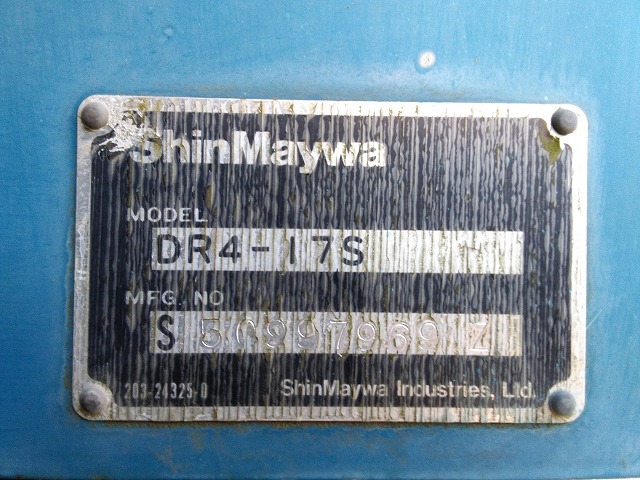 ShinMaywa
MODEL
DR4-17S
MFG. NO
S
203-24325-0
ShinMaywa Industries, Ltd.